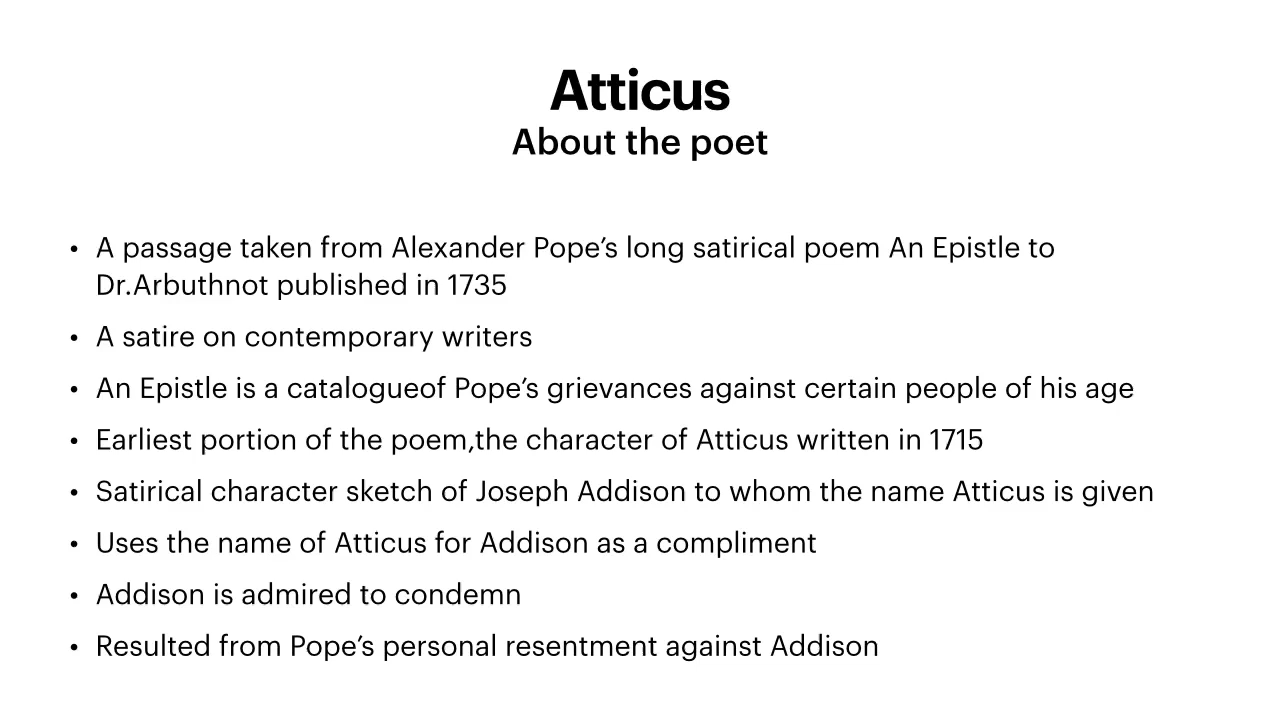 Atticus
About the poet
• A passage taken from Alexander Pope’s long satirical poem An Epistle to
Dr.Arbuthnot published in 1735
• A satire on contemporary writers
• An Epistle is a catalogueof Pope’s grievances against certain people of his age
• Earliest portion of the poem,the character of Atticus written in 1715
• Satirical character sketch of Joseph Addison to whom the name Atticus is given
• Uses the name of Atticus for Addison as a compliment
• Addison is admired to condemn
• Resulted from Pope’s personal resentment against Addison